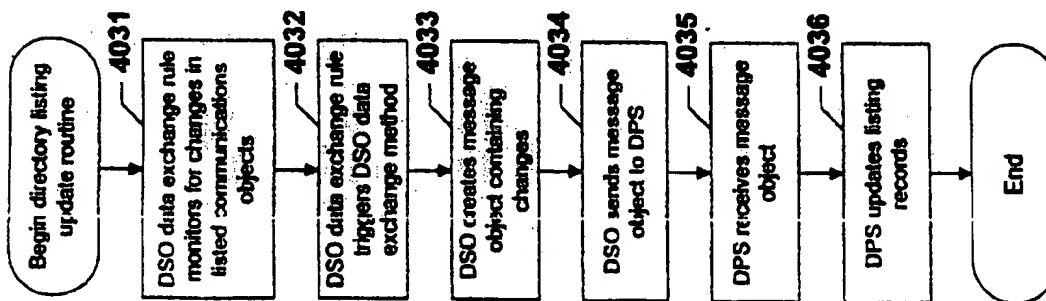 Begin directory listing
update routine
4031
DSO data exchange rule
monitors for changes in
listed communications
objects
4032
DSO data exchange rule
triggers DSO data
exchange method
4033
DSO creates message
object containing
changes
4034
DSO sends message
object to DPS
4035
DPS receives message
object
4036
DPS updates listing
records
End